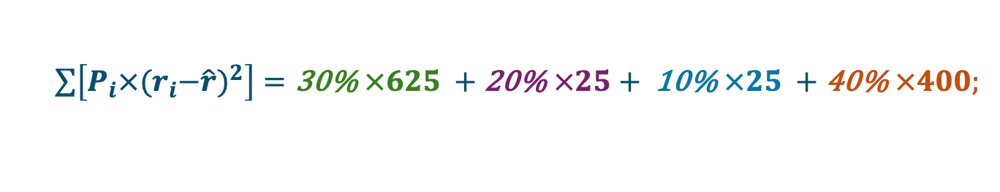 ∑[Pᵢ×(rᵢ−r̂)²] = 30%×625 + 20%×25 + 10%×25 + 40%×400;